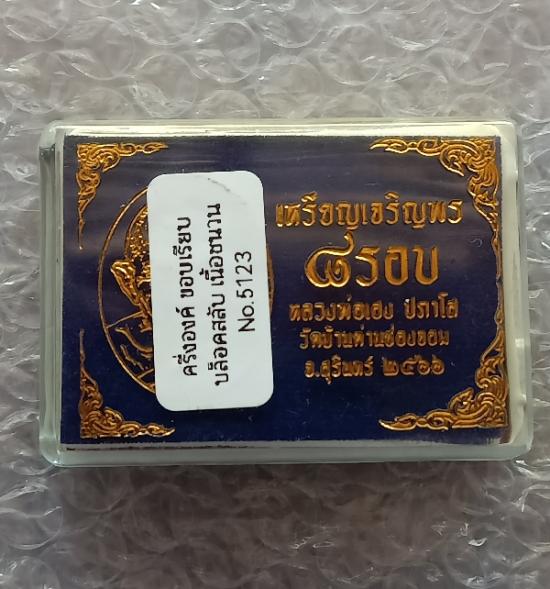 เหรียญเจริญพร
๘รอบ
หลวงพ่อเฮง ปภาโส
วัดบ้านด่านช่องจอม
จ.สุรินทร์ ๒๕๖๖
ครึ่งองค์ ขอบเรียบ
บล็อคสลับ เนื้อชนวน
No.5123